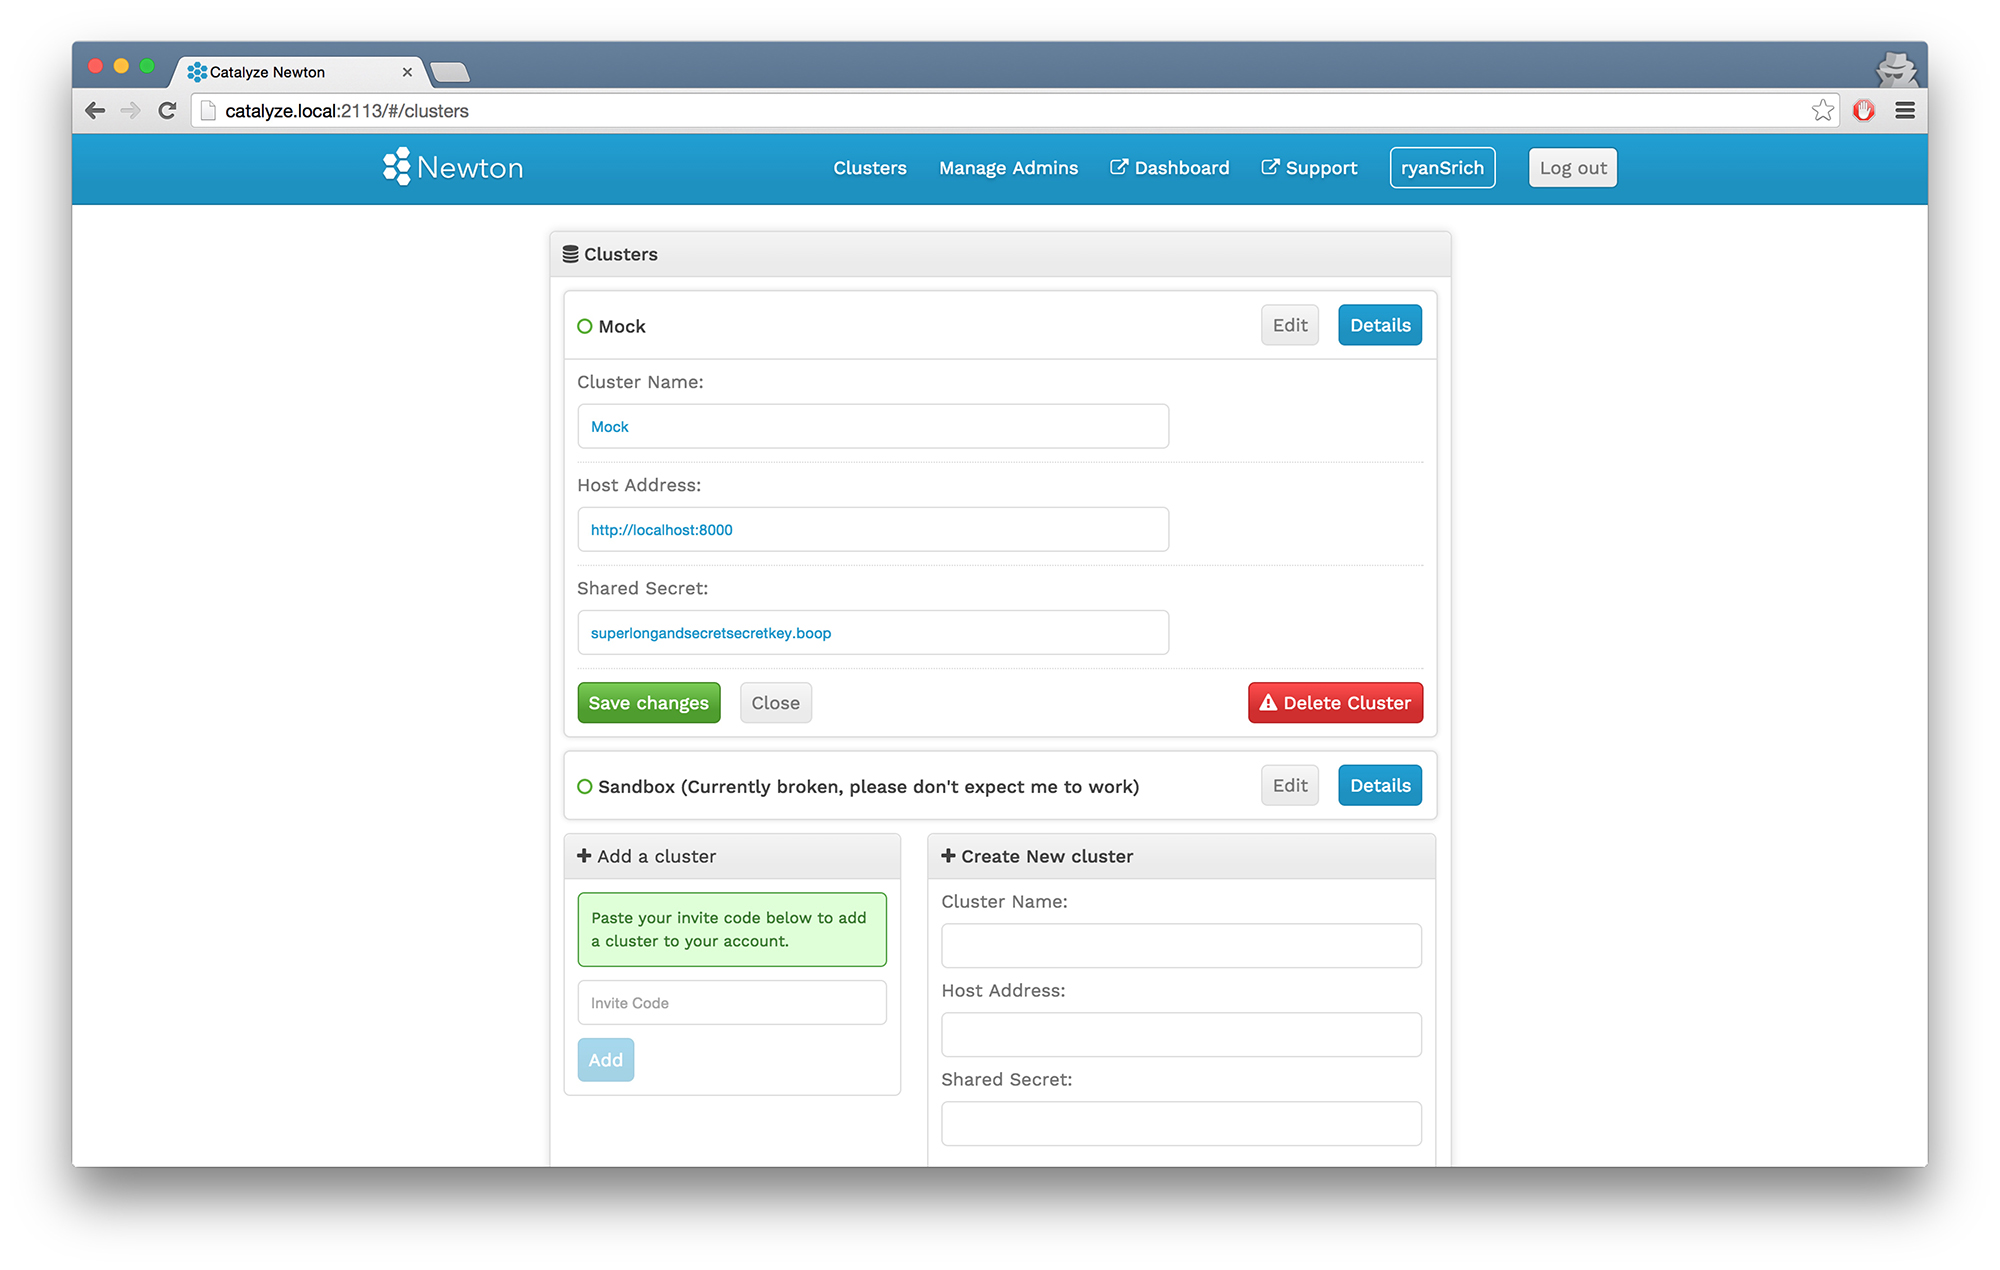 Catalyze Newton
catalyze.local:2113/#/clusters
Newton
Clusters
Manage Admins
Dashboard
Support
ryanSrich
Log out
Clusters
Mock
Edit
Details
Cluster Name:
Mock
Host Address:
http://localhost:8000
Shared Secret:
superlongandsecretsecretkey.boop
Save changes
Close
Delete Cluster
Sandbox (Currently broken, please don't expect me to work)
Edit
Details
Add a cluster
Paste your invite code below to add
a cluster to your account.
Invite Code
Add
Create New cluster
Cluster Name:
Host Address:
Shared Secret: